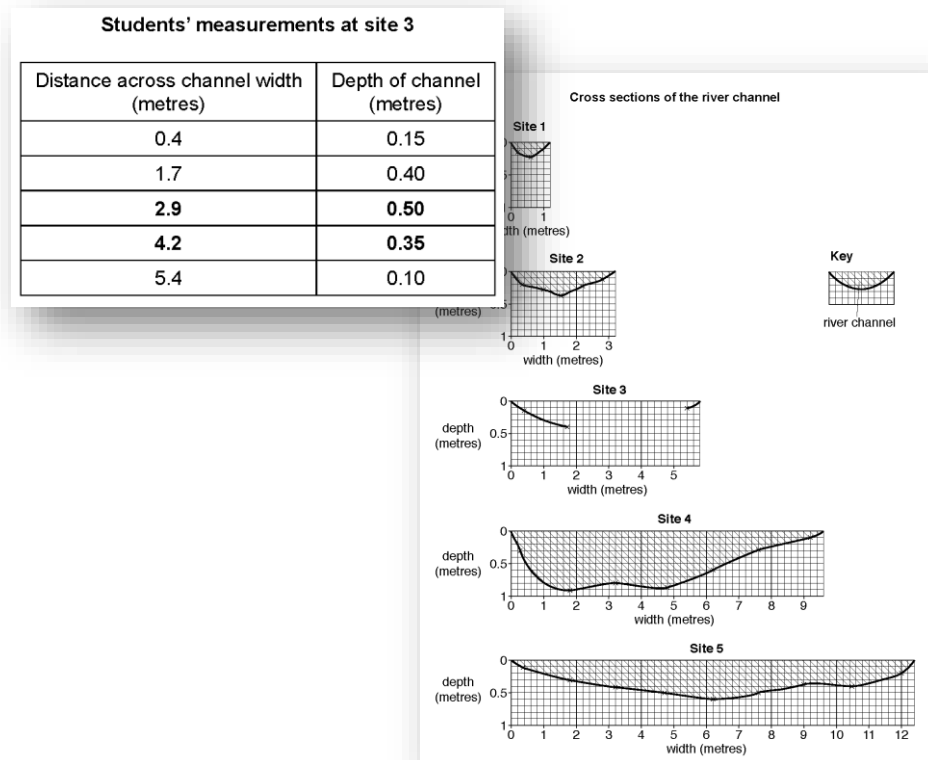 Students’ measurements at site 3
Distance across channel width
(metres)
Depth of channel
(metres)
0.4 0.15
1.7 0.40
2.9 0.50
4.2 0.35
5.4 0.10
Cross sections of the river channel
Site 1
0 1
(metres)
Site 2
(metres)
1
0 1 2 3
width (metres)
Key
river channel
Site 3
0
depth
(metres)
0.5
1
0 1 2 3 4 5
width (metres)
Site 4
0
depth
(metres)
0.5
1
0 1 2 3 4 5 6 7 8 9
width (metres)
Site 5
0
depth
(metres)
0.5
1
0 1 2 3 4 5 6 7 8 9 10 11 12
width (metres)